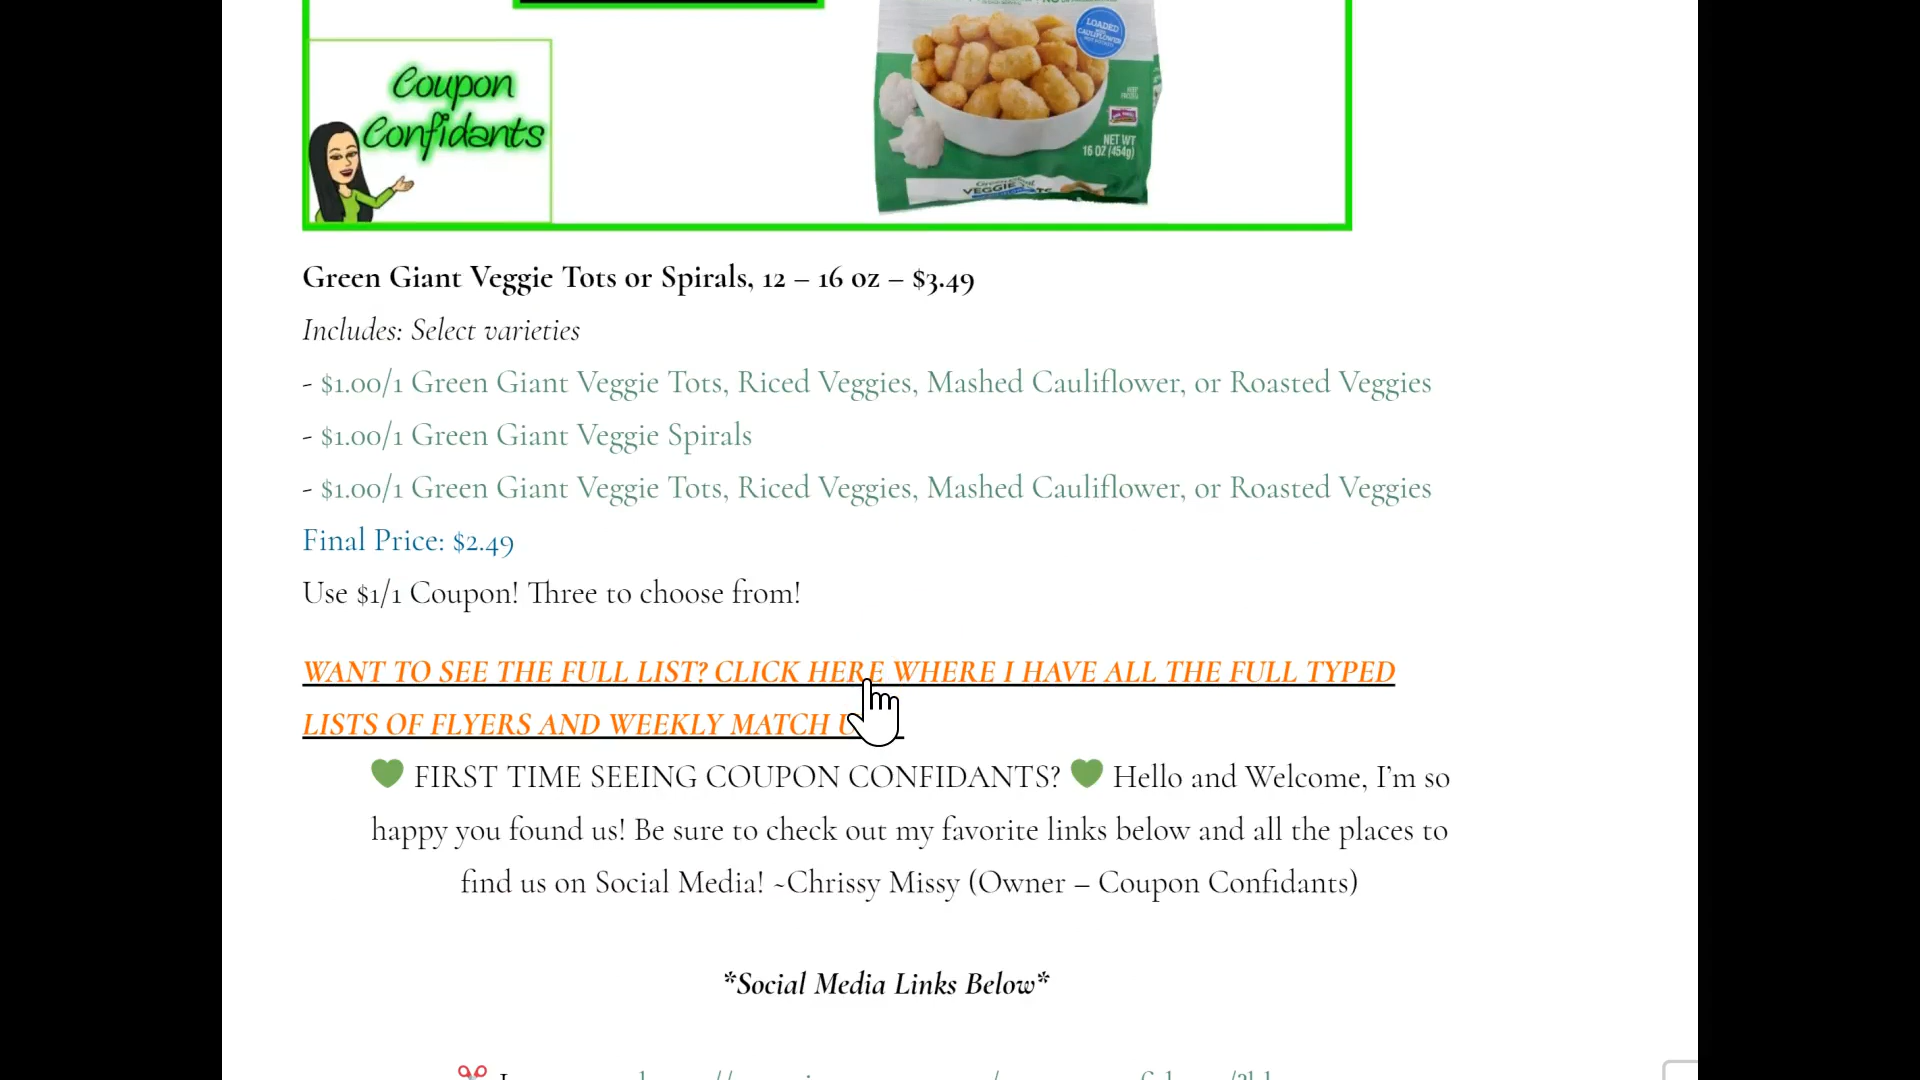 LOADED
CAULIFLOWER
Coupon
Confidants
NET WT
16 OZ (454g)
VEGGIE
Green Giant Veggie Tots or Spirals, 12 – 16 oz – $3.49
Includes: Select varieties
- $1.00/1 Green Giant Veggie Tots, Riced Veggies, Mashed Cauliflower, or Roasted Veggies
- $1.00/1 Green Giant Veggie Spirals
- $1.00/1 Green Giant Veggie Tots, Riced Veggies, Mashed Cauliflower, or Roasted Veggies
Final Price: $2.49
Use $1/1 Coupon! Three to choose from!
WANT TO SEE THE FULL LIST? CLICK HERE WHERE I HAVE ALL THE FULL TYPED
LISTS OF FLYERS AND WEEKLY MATCH
💚 FIRST TIME SEEING COUPON CONFIDANTS? 💚 Hello and Welcome, I’m so
happy you found us! Be sure to check out my favorite links below and all the places to
find us on Social Media! ~Chrissy Missy (Owner – Coupon Confidants)
*Social Media Links Below*